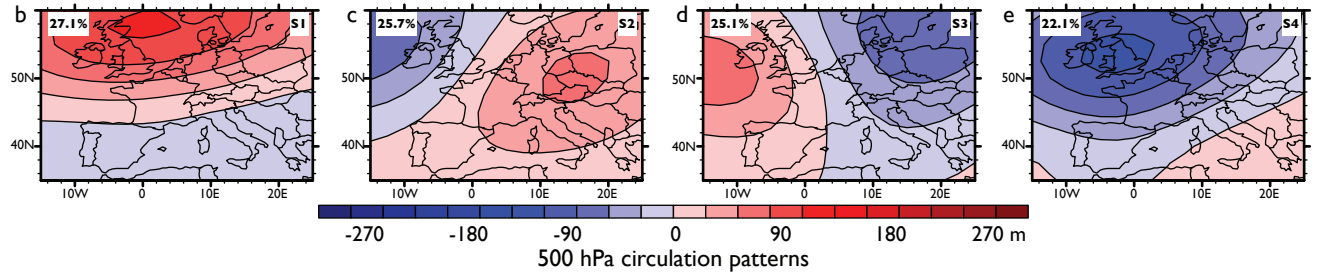 b 27.1% S1
c 25.7% S2
d 25.1% S3
e 22.1% S4
50N 40N
50N 40N
50N 40N
50N 40N
10W 0 10E 20E
10W 0 10E 20E
10W 0 10E 20E
10W 0 10E 20E
-270 -180 -90 0 90 180 270 m
500 hPa circulation patterns